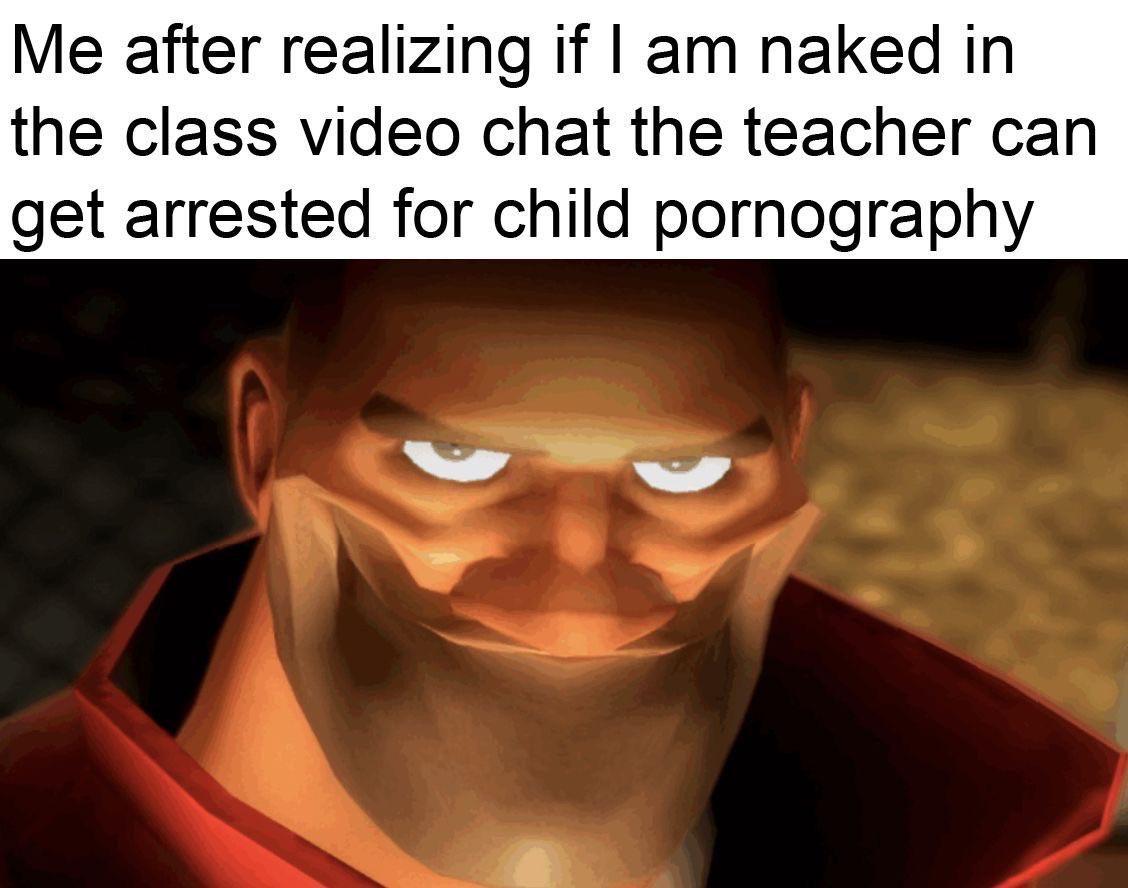 Me after realizing if I am naked in
the class video chat the teacher can
get arrested for child pornography